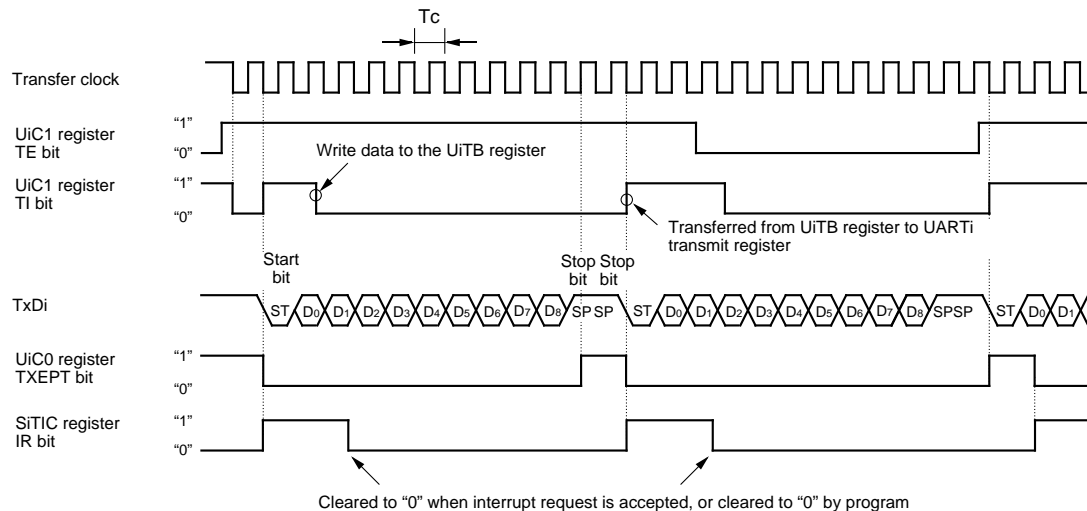 Tc
Transfer clock
UiC1 register
TE bit
"1"
"0"
Write data to the UiTB register
UiC1 register
TI bit
"1"
"0"
Transferred from UiTB register to UARTi
transmit register
Start
bit
Stop Stop
bit bit
TxDi
ST D0 D1 D2 D3 D4 D5 D6 D7 D8 SP SP ST D0 D1 D2 D3 D4 D5 D6 D7 D8 SPSP ST D0 D1
UiC0 register
TXEPT bit
"1"
"0"
SiTIC register
IR bit
"1"
"0"
Cleared to "0" when interrupt request is accepted, or cleared to "0" by program